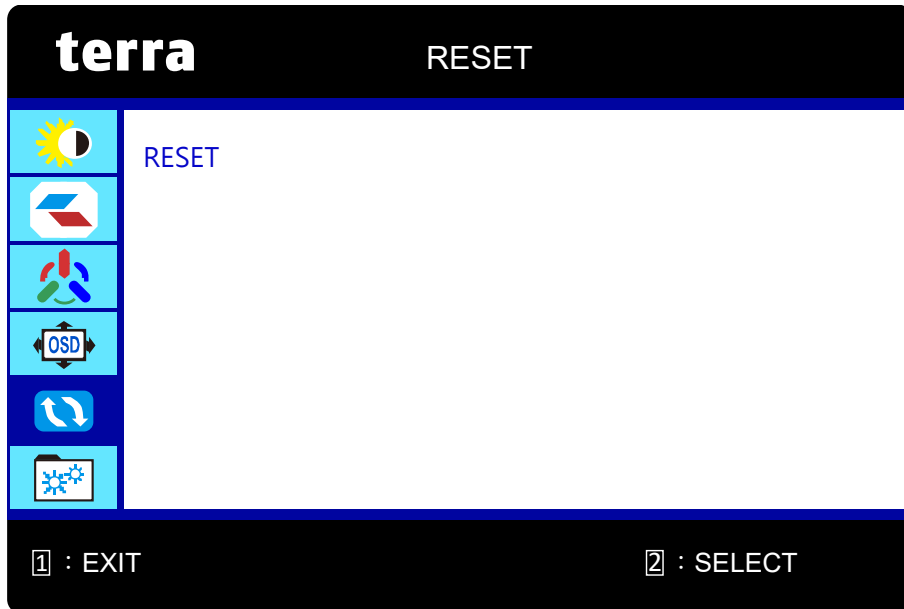 terra
RESET
RESET
OSD
1 : EXIT
2 : SELECT